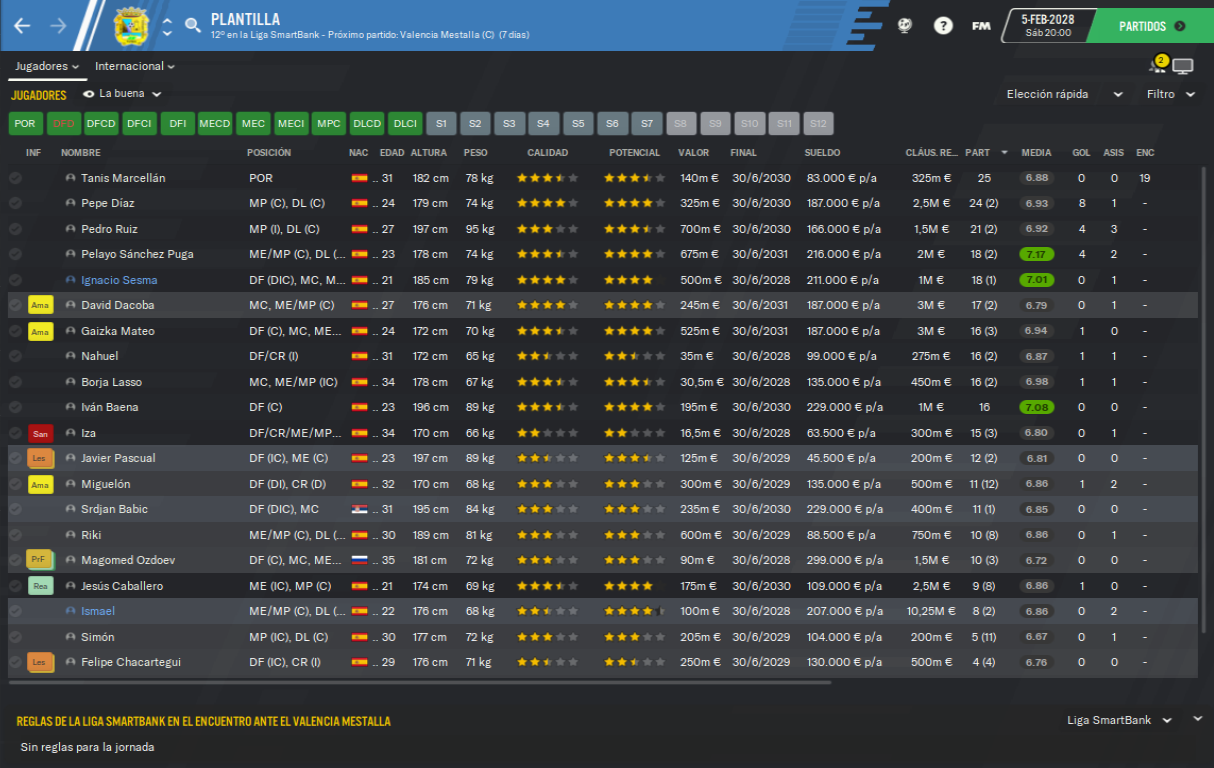 PLANTILLA
12º en la Liga SmartBank - Próximo partido: Valencia Mestalla (C) (7 días)
FM
5-FEB-2028
Sáb 20:00
PARTIDOS
Jugadores
Internacional
2
JUGADORES
La buena
Elección rápida
Filtro
POR DFD DFCD DFCI DFI MECD MEC MECI MPC DLCD DLCI S1 S2 S3 S4 S5 S6 S7 S8 S9 S10 S11 S12
INF NOMBRE POSICIÓN NAC EDAD ALTURA PESO CALIDAD POTENCIAL VALOR FINAL SUELDO CLÁUS. RE... PART MEDIA GOL ASIS ENC
Tanis Marcellán POR .. 31 182 cm 78 kg 140m € 30/6/2030 83.000 € p/a 325m € 25 6.88 0 0 19
Pepe Díaz MP (C), DL (C) .. 24 179 cm 74 kg 325m € 30/6/2030 187.000 € p/a 2,5M € 24 (2) 6.93 8 1 -
Pedro Ruiz MP (I), DL (C) .. 27 197 cm 95 kg 700m € 30/6/2030 166.000 € p/a 1,5M € 21 (2) 6.92 4 3 -
Pelayo Sánchez Puga ME/MP (C), DL (... .. 23 178 cm 74 kg 675m € 30/6/2031 216.000 € p/a 2M € 18 (2) 7.17 4 2 -
Ignacio Sesma DF (DIC), MC, M... .. 21 185 cm 79 kg 500m € 30/6/2028 211.000 € p/a 1M € 18 (1) 7.01 0 1 -
Ama David Dacoba MC, ME/MP (C) .. 27 176 cm 71 kg 245m € 30/6/2031 187.000 € p/a 3M € 17 (2) 6.79 0 1 -
Ama Gaizka Mateo DF (C), MC, ME... .. 24 172 cm 70 kg 525m € 30/6/2031 187.000 € p/a 3M € 16 (3) 6.94 1 0 -
Nahuel DF/CR (I) .. 31 172 cm 65 kg 35m € 30/6/2028 99.000 € p/a 275m € 16 (2) 6.87 1 1 -
Borja Lasso MC, ME/MP (IC) .. 34 178 cm 67 kg 30,5m € 30/6/2028 135.000 € p/a 450m € 16 (2) 6.98 1 1 -
Iván Baena DF (C) .. 23 196 cm 89 kg 195m € 30/6/2030 229.000 € p/a 1M € 16 7.08 0 0 -
San Iza DF/CR/ME/MP... .. 34 170 cm 66 kg 16,5m € 30/6/2028 63.500 € p/a 300m € 15 (3) 6.80 0 1 -
Les Javier Pascual DF (IC), ME (C) .. 23 197 cm 89 kg 125m € 30/6/2029 45.500 € p/a 200m € 12 (2) 6.81 0 0 -
Ama Miguelón DF (DI), CR (D) .. 32 170 cm 68 kg 300m € 30/6/2029 135.000 € p/a 500m € 11 (12) 6.86 1 2 -
Srdjan Babic DF (DIC), MC .. 31 195 cm 84 kg 235m € 30/6/2030 229.000 € p/a 400m € 11 (1) 6.85 0 0 -
Riki ME/MP (C), DL (... .. 30 189 cm 81 kg 600m € 30/6/2029 88.500 € p/a 750m € 10 (8) 6.86 0 1 -
PrF Magomed Ozdoev DF (C), MC, ME... .. 35 181 cm 72 kg 90m € 30/6/2028 299.000 € p/a 1,5M € 10 (3) 6.72 0 0 -
Rea Jesús Caballero ME (IC), MP (C) .. 21 174 cm 69 kg 175m € 30/6/2030 109.000 € p/a 2,5M € 9 (8) 6.86 1 0 -
Ismael ME/MP (C), DL (... .. 22 176 cm 68 kg 100m € 30/6/2028 207.000 € p/a 10,25M € 8 (2) 6.86 0 2 -
Simón MP (IC), DL (C) .. 30 177 cm 72 kg 205m € 30/6/2029 104.000 € p/a 200m € 5 (11) 6.67 0 1 -
Les Felipe Chacartegui DF (IC), CR (I) .. 29 176 cm 71 kg 250m € 30/6/2029 130.000 € p/a 500m € 4 (4) 6.76 0 0 -
REGLAS DE LA LIGA SMARTBANK EN EL ENCUENTRO ANTE EL VALENCIA MESTALLA
Liga SmartBank
Sin reglas para la jornada